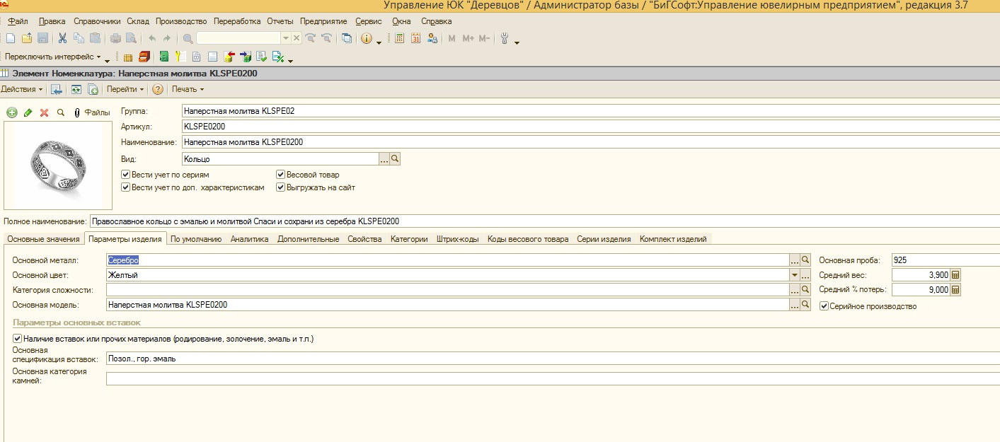 Управление ЮК "Деревцов" / Администратор базы / "БиГСофт:Управление ювелирным предприятием", редакция 3.7
Файл Правка Справочники Склад Производство Переработка Отчеты Предприятие Сервис Окна Справка
31 M M+ M-
Переключить интерфейс
Элемент Номенклатура: Наперстная молитва KLSPE0200
Действия Перейти ? Печать
Файлы
Группа: Наперстная молитва KLSPE02
Артикул: KLSPE0200
Наименование: Наперстная молитва KLSPE0200
Вид: Кольцо ...
Вести учет по сериям Весовой товар
Вести учет по доп. характеристикам Выгружать на сайт
Полное наименование: Православное кольцо с эмалью и молитвой Спаси и сохрани из серебра KLSPE0200
Основные значения Параметры изделия По умолчанию Аналитика Дополнительные Свойства Категории Штрих-коды Коды весового товара Серии изделия Комплект изделий
Основной металл: Серебро ... Основная проба: 925
Основной цвет: Желтый ... Средний вес: 3,900
Категория сложности: ... Средний % потерь: 9,000
Основная модель: Наперстная молитва KLSPE0200 ... Серийное производство
Параметры основных вставок
Наличие вставок или прочих материалов (родирование, золочение, эмаль и т.п.)
Основная
спецификация вставок: Позол., гор. эмаль
Основная категория
камней: